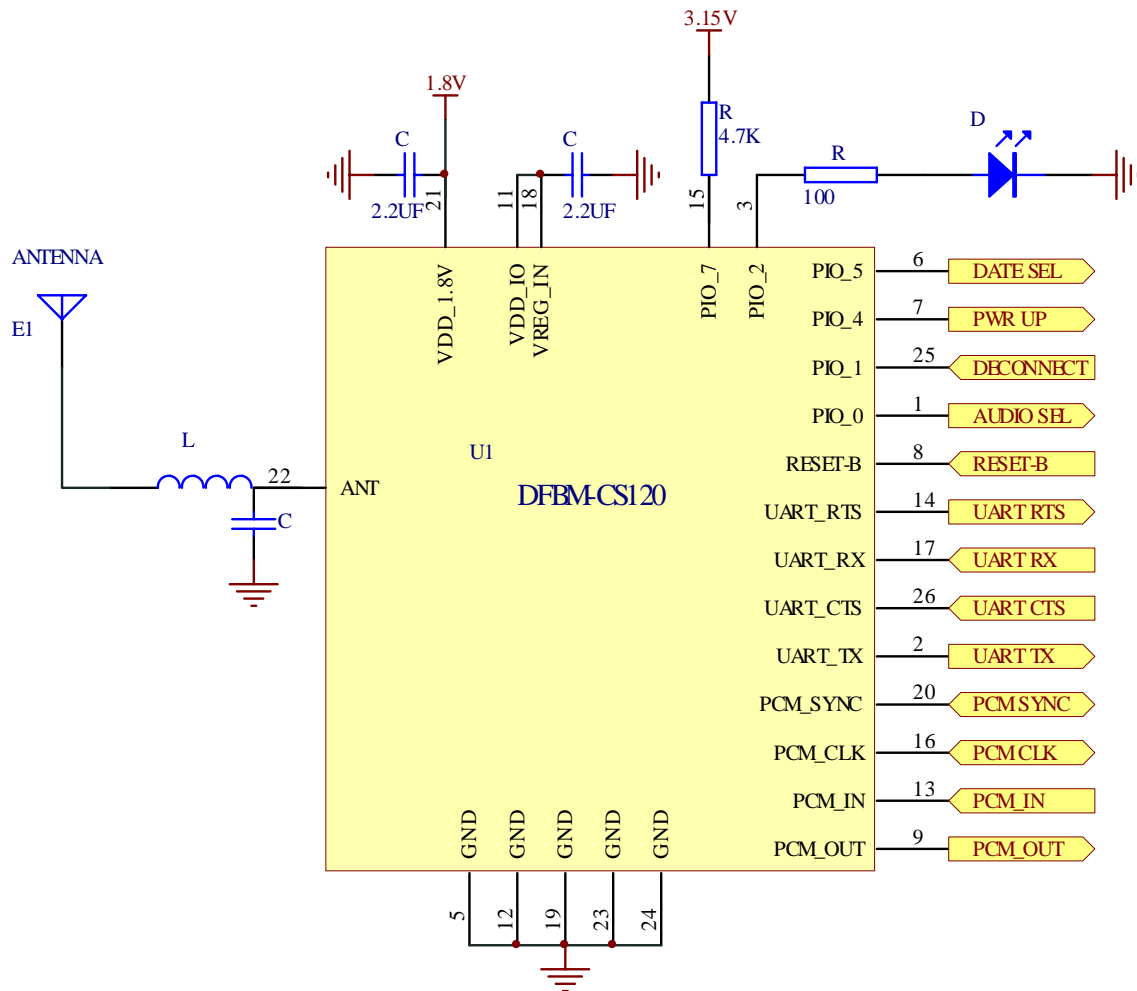 3.15V
1.8V
C
2.2UF
21
11
18
C
2.2UF
R
4.7K
15
3
R
100
D
ANTENNA
E1
L
22
C
ANT
U1
DFBM-CS120
VDD_1.8V
VDD_IO
VREG_IN
PIO_7
PIO_2
PIO_5 6 DATE SEL
PIO_4 7 PWR UP
PIO_1 25 DECONNECT
PIO_0 1 AUDIO SEL
RESET-B 8 RESET-B
UART_RTS 14 UART RTS
UART_RX 17 UART RX
UART_CTS 26 UART CTS
UART_TX 2 UART TX
PCM_SYNC 20 PCM SYNC
PCM_CLK 16 PCM CLK
PCM_IN 13 PCM_IN
PCM_OUT 9 PCM_OUT
GND GND GND GND GND
5 12 19 23 24